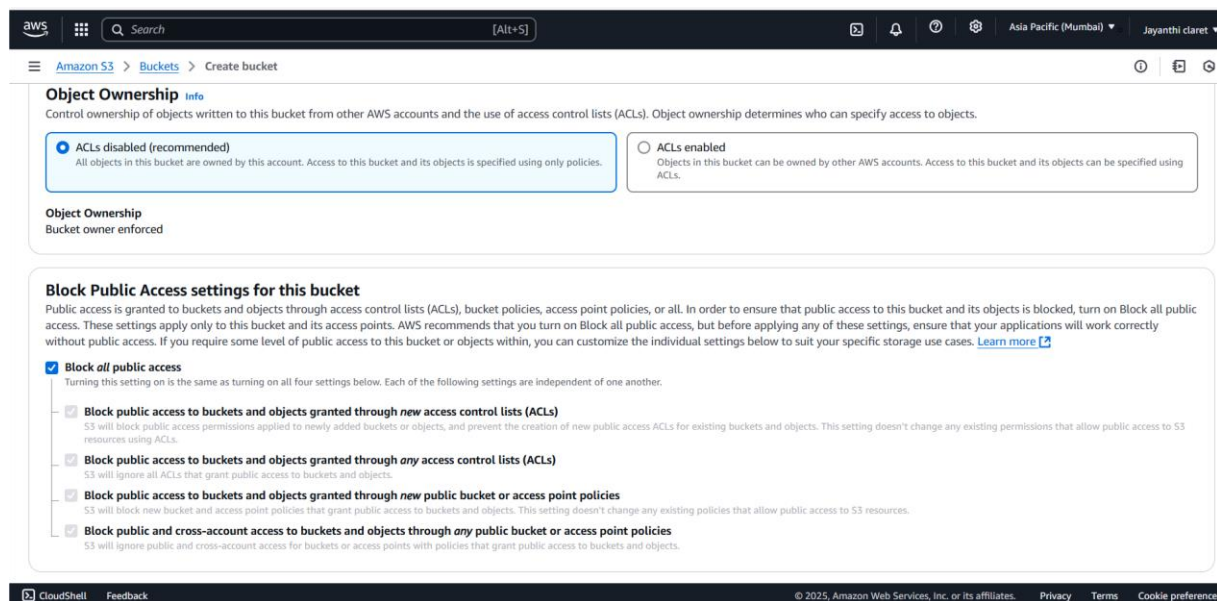 aws
Search [Alt+S]
Asia Pacific (Mumbai) ▼ Jayanthi claret ▼
Amazon S3 > Buckets > Create bucket
Object Ownership Info
Control ownership of objects written to this bucket from other AWS accounts and the use of access control lists (ACLs). Object ownership determines who can specify access to objects.
ACLs disabled (recommended)
All objects in this bucket are owned by this account. Access to this bucket and its objects is specified using only policies.
ACLs enabled
Objects in this bucket can be owned by other AWS accounts. Access to this bucket and its objects can be specified using
ACLs.
Object Ownership
Bucket owner enforced
Block Public Access settings for this bucket
Public access is granted to buckets and objects through access control lists (ACLs), bucket policies, access point policies, or all. In order to ensure that public access to this bucket and its objects is blocked, turn on Block all public
access. These settings apply only to this bucket and its access points. AWS recommends that you turn on Block all public access, but before applying any of these settings, ensure that your applications will work correctly
without public access. If you require some level of public access to this bucket or objects within, you can customize the individual settings below to suit your specific storage use cases. Learn more
Block all public access
Turning this setting on is the same as turning on all four settings below. Each of the following settings are independent of one another.
Block public access to buckets and objects granted through new access control lists (ACLs)
S3 will block public access permissions applied to newly added buckets or objects, and prevent the creation of new public access ACLs for existing buckets and objects. This setting doesn't change any existing permissions that allow public access to S3
resources using ACLs.
Block public access to buckets and objects granted through any access control lists (ACLs)
S3 will ignore all ACLs that grant public access to buckets and objects.
Block public access to buckets and objects granted through new public bucket or access point policies
S3 will block new bucket and access point policies that grant public access to buckets and objects. This setting doesn't change any existing policies that allow public access to S3 resources.
Block public and cross-account access to buckets and objects through any public bucket or access point policies
S3 will ignore public and cross-account access for buckets or access points with policies that grant public access to buckets and objects.
CloudShell Feedback © 2025, Amazon Web Services, Inc. or its affiliates. Privacy Terms Cookie preference